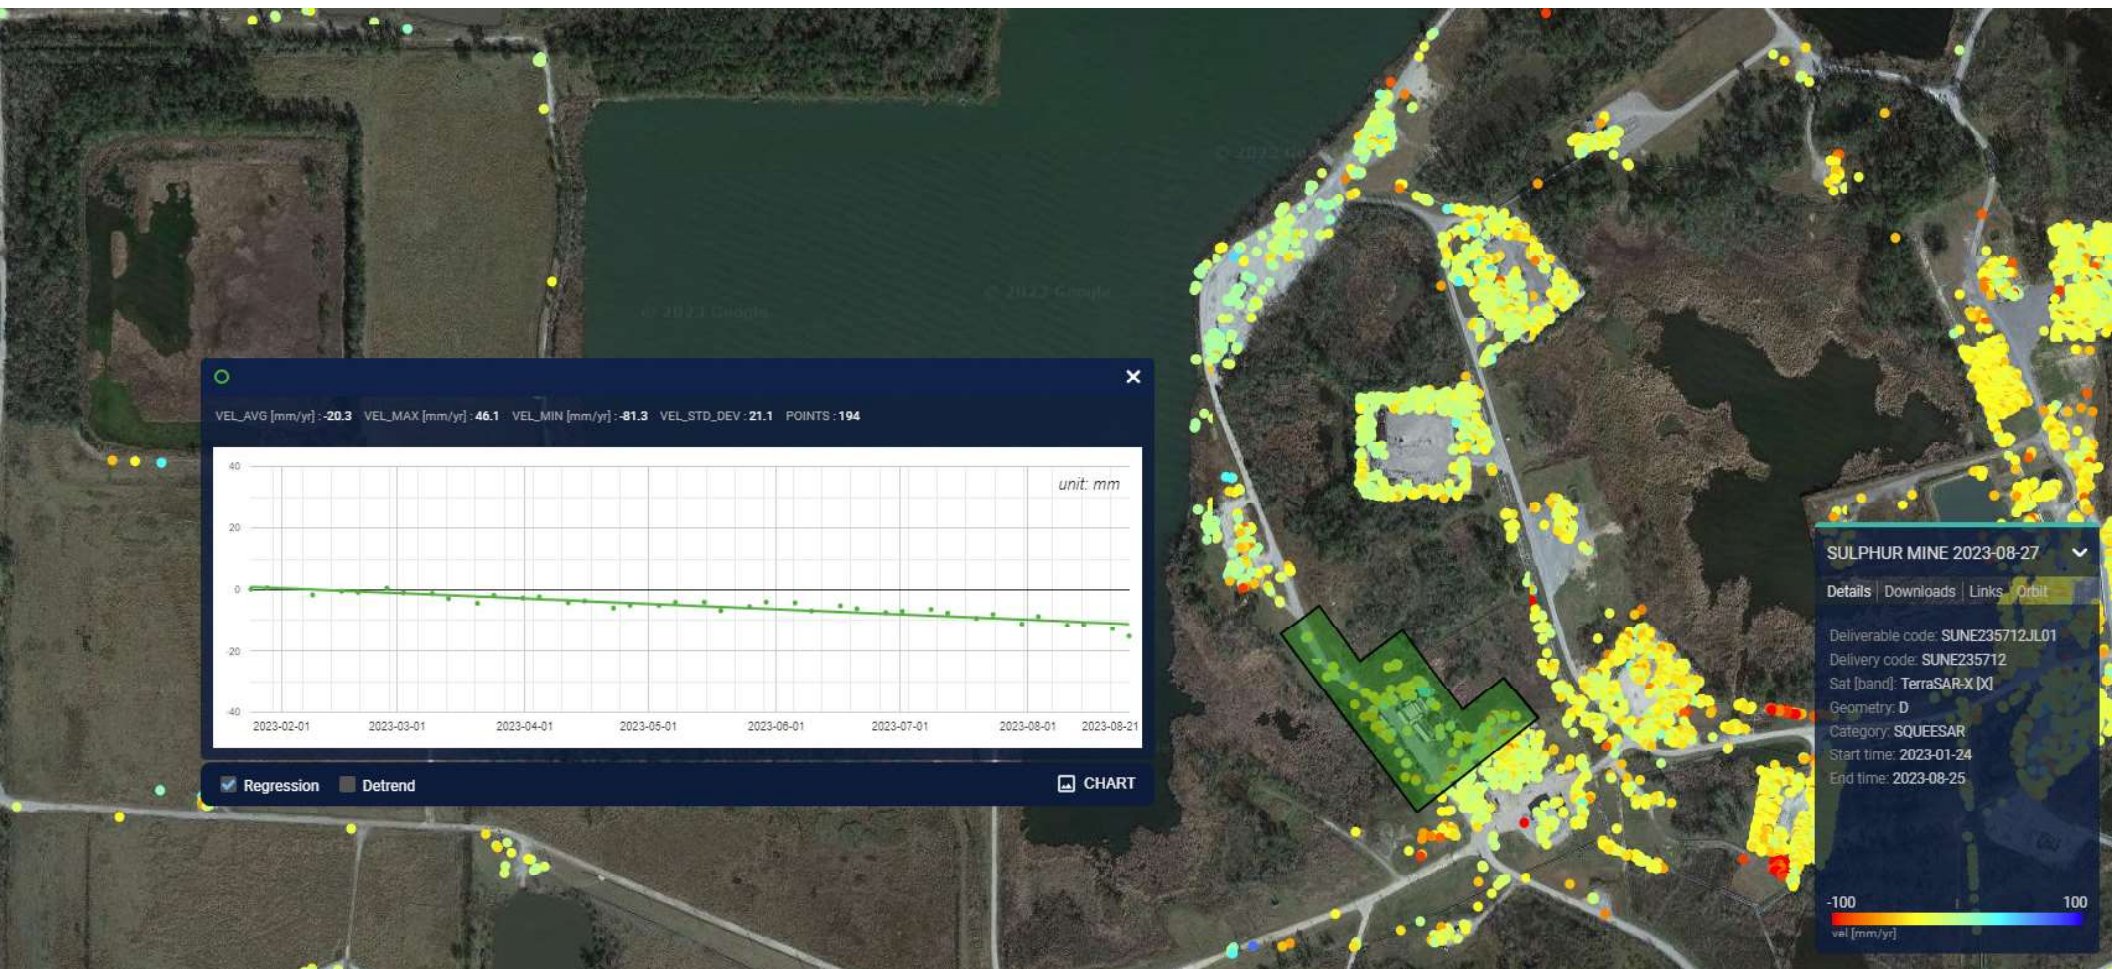 © 2023 Google
© 2023 Google
VEL_AVG [mm/yr] : -20.3 VEL_MAX [mm/yr] : 46.1 VEL_MIN [mm/yr] : -81.3 VEL_STD_DEV : 21.1 POINTS : 194
unit: mm
40
20
0
-20
-40
2023-02-01 2023-03-01 2023-04-01 2023-05-01 2023-06-01 2023-07-01 2023-08-01 2023-08-21
Regression Detrend CHART
SULPHUR MINE 2023-08-27
Details | Downloads | Links Orbit
Deliverable code: SUNE235712JL01
Delivery code: SUNE235712
Sat [band]: TerraSAR-X [X]
Geometry: D
Category: SQUEESAR
Start time: 2023-01-24
End time: 2023-08-25
-100 100
vel [mm/yr]